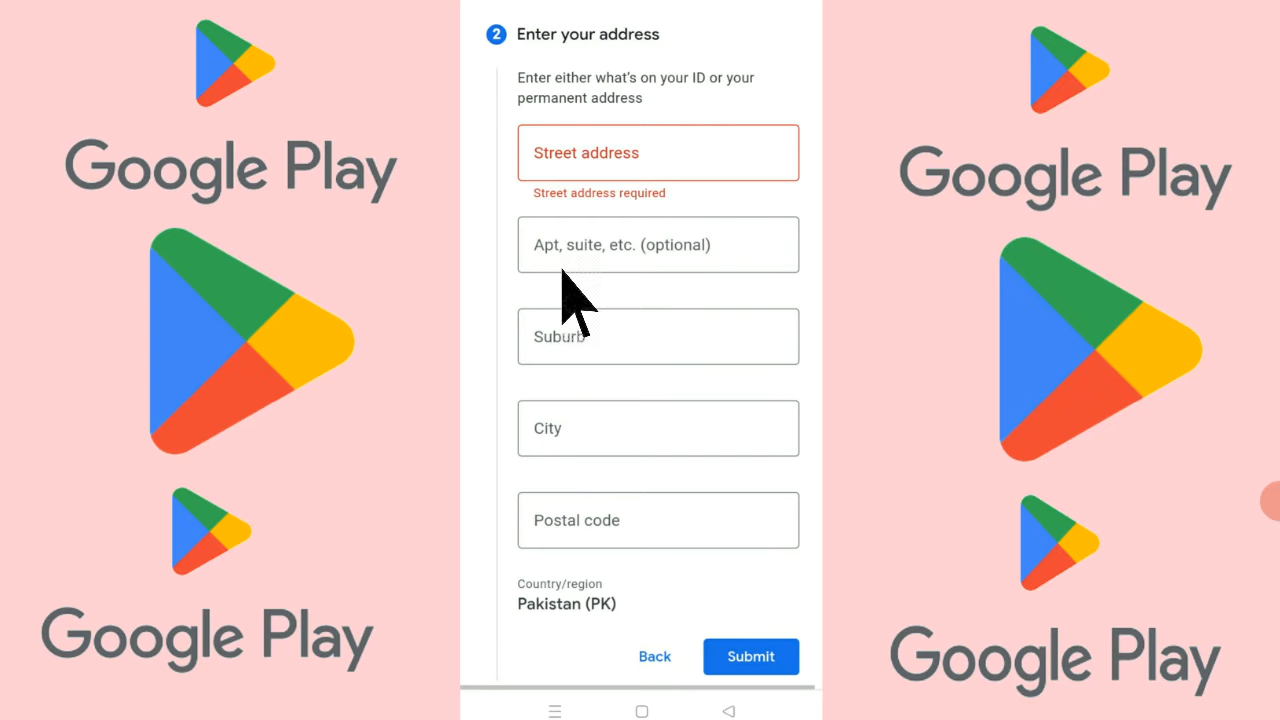 Google Play
Google Play
Google Play
Google Play
2 Enter your address
Enter either what's on your ID or your
permanent address
Street address
Street address required
Apt, suite, etc. (optional)
Suburb
City
Postal code
Country/region
Pakistan (PK)
Back
Submit